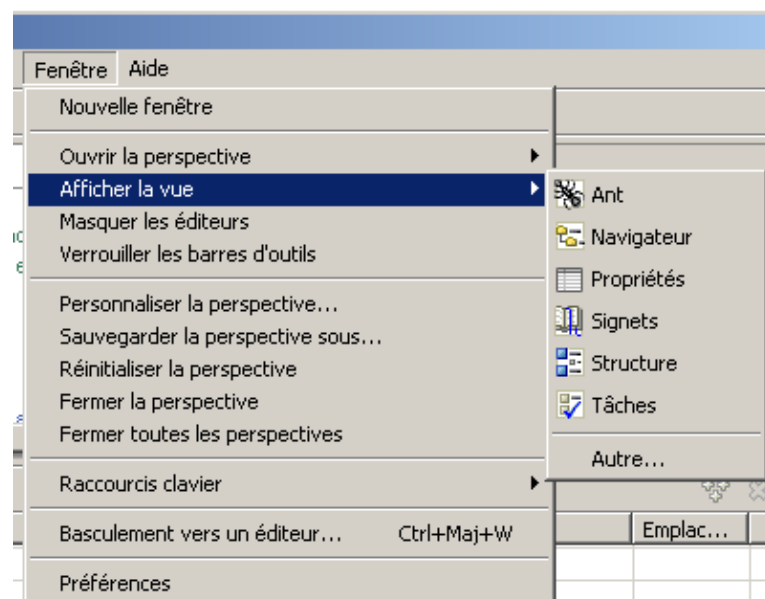 Fenêtre Aide
Nouvelle fenêtre
Ouvrir la perspective
Afficher la vue
Masquer les éditeurs
Verrouiller les barres d'outils
Personnaliser la perspective...
Sauvegarder la perspective sous...
Réinitialiser la perspective
Fermer la perspective
Fermer toutes les perspectives
Raccourcis clavier
Basculement vers un éditeur... Ctrl+Maj+W
Préférences
Ant
Navigateur
Propriétés
Signets
Structure
Tâches
Autre...
Emplac...